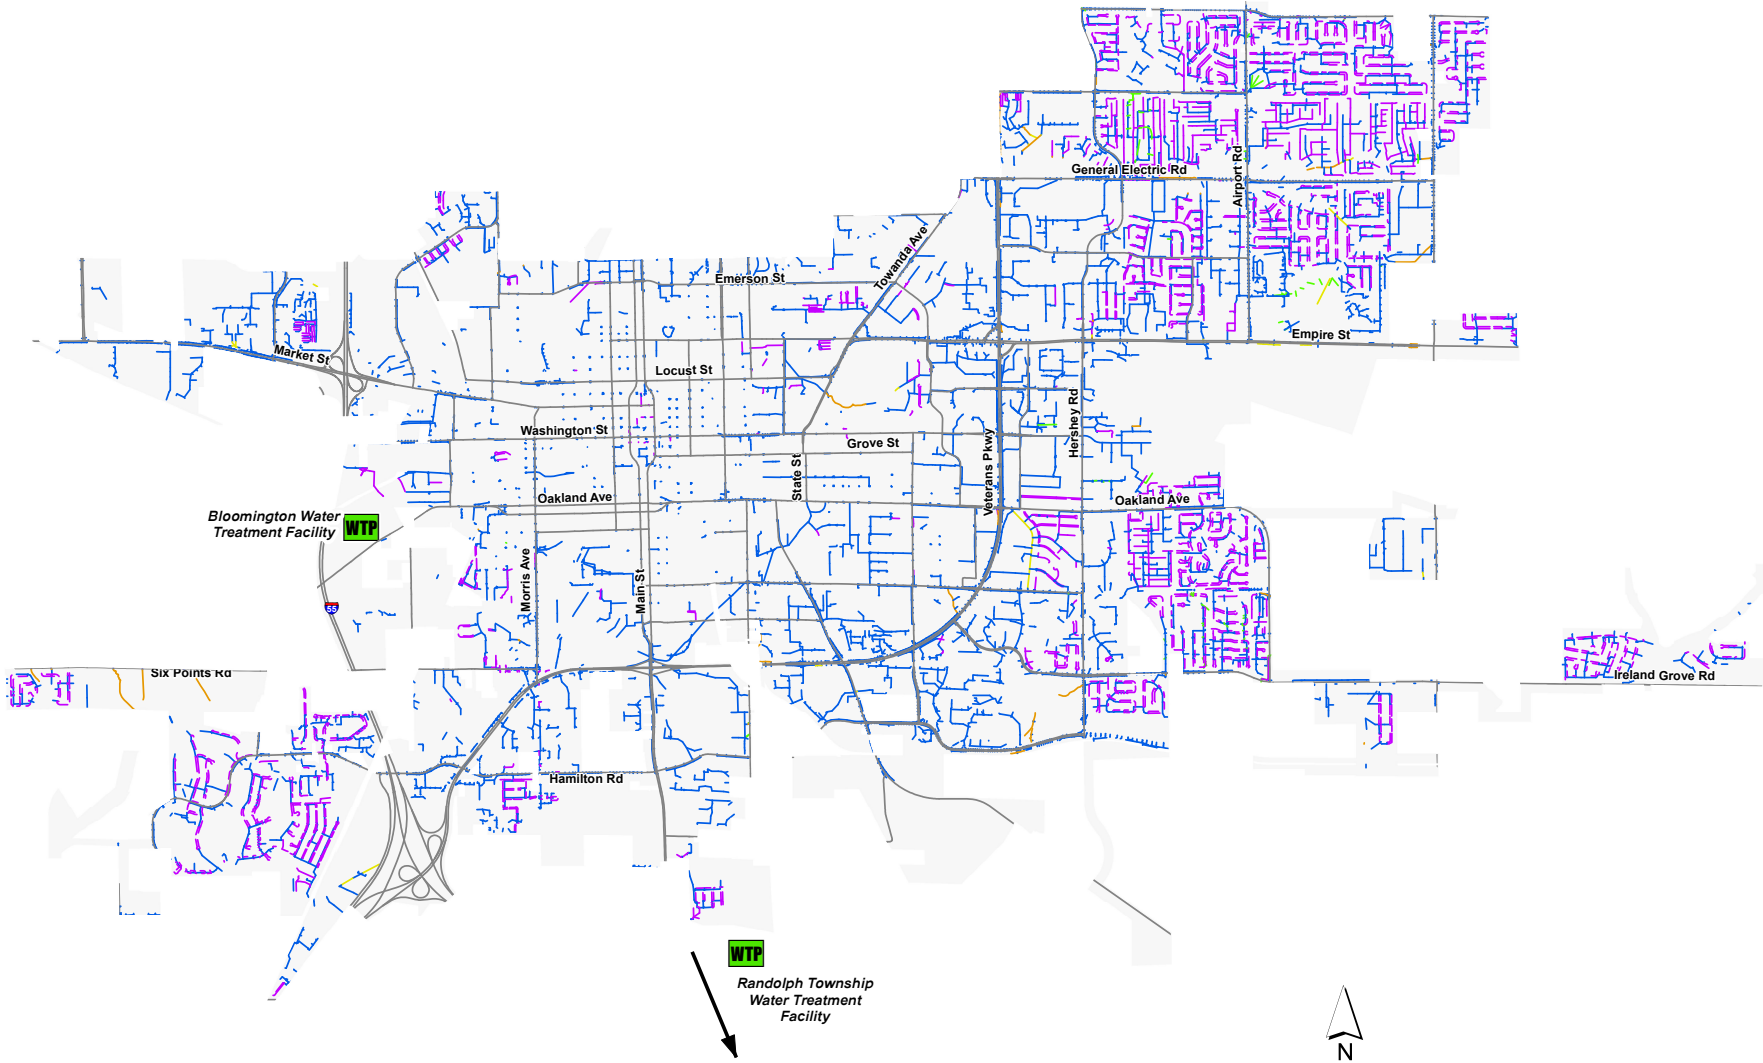 General Electric Rd
Airport Rd
Towanda Ave
Emerson St
Empire St
Market St
Locust St
Hershey Rd
Washington St
Grove St
Veterans Pkwy
State St
Oakland Ave
Oakland Ave
Bloomington Water
Treatment Facility
WTP
Morris Ave
Main St
55
Six Points Rd
Ireland Grove Rd
Hamilton Rd
WTP
Randolph Township
Water Treatment
Facility
N